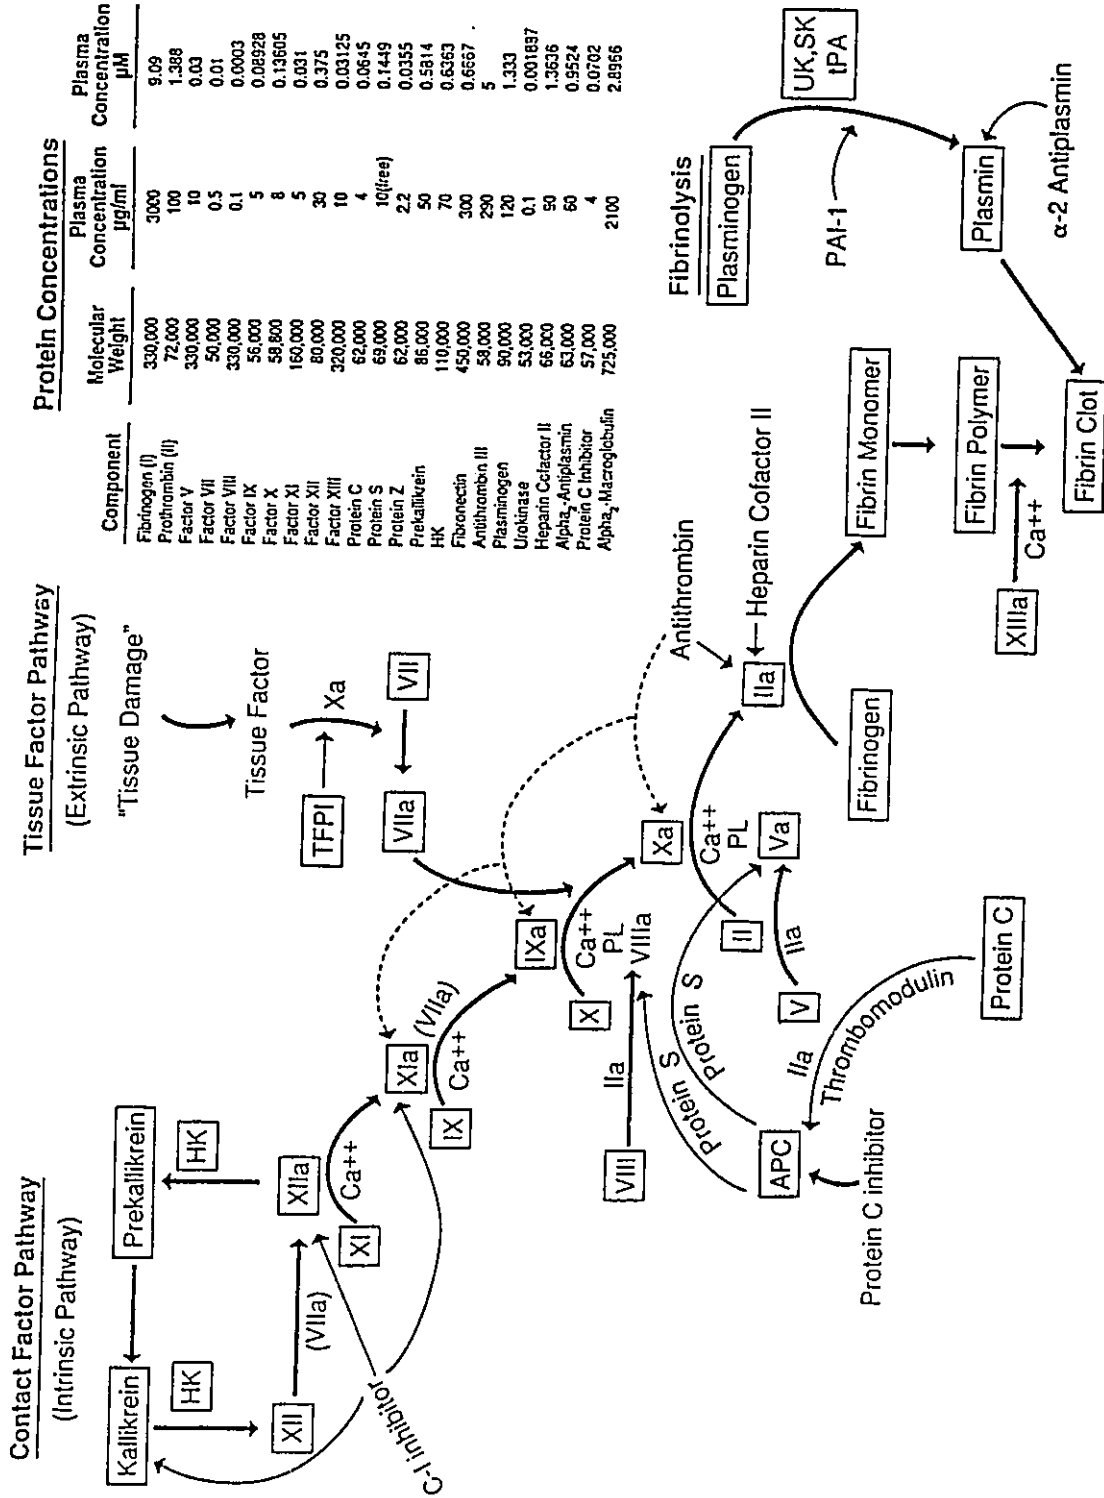 Contact Factor Pathway
(Intrinsic Pathway)
Kallikrein
Prekallikrein
HK
HK
XII
(VIIa)
XIIa
XI
Ca++
XIa
(VIIa)
C-I inhibitor
IX
Ca++
IXa
Tissue Factor Pathway
(Extrinsic Pathway)
"Tissue Damage"
Tissue Factor
TFPI
Xa
VIIa
VII
X
Ca++
PL
VIIIa
VIII
IIa
Xa
Ca++
PL
II
Va
V
IIa
Protein S
Protein S
APC
IIa
Thrombomodulin
Protein C
Protein C inhibitor
Antithrombin
IIa
Heparin Cofactor II
Fibrinogen
Fibrin Monomer
Fibrin Polymer
XIIIa
Ca++
Fibrin Clot
Fibrinolysis
Plasminogen
UK,SK
tPA
PAI-1
Plasmin
α-2 Antiplasmin
Protein Concentrations
Component Molecular Weight Plasma Concentration µg/ml Plasma Concentration µM
Fibrinogen (I) 330,000 3000 9.09
Prothrombin (II) 72,000 100 1.388
Factor V 330,000 10 0.03
Factor VII 50,000 0.5 0.01
Factor VIII 330,000 0.1 0.0003
Factor IX 56,000 5 0.08928
Factor X 58,800 8 0.13605
Factor XI 160,000 5 0.031
Factor XII 80,000 30 0.375
Factor XIII 320,000 10 0.03125
Protein C 62,000 4 0.0645
Protein S 69,000 10(free) 0.1449
Protein Z 62,000 2.2 0.0355
Prekallikrein 86,000 50 0.5814
HK 110,000 70 0.6363
Fibronectin 450,000 300 0.6667
Antithrombin III 58,000 290 5
Plasminogen 90,000 120 1.333
Urokinase 53,000 0.1 0.001887
Heparin Cofactor II 66,000 90 1.3636
Alpha2-Antiplasmin 63,000 60 0.9524
Protein C Inhibitor 57,000 4 0.0702
Alpha2-Macroglobulin 725,000 2100 2.8966